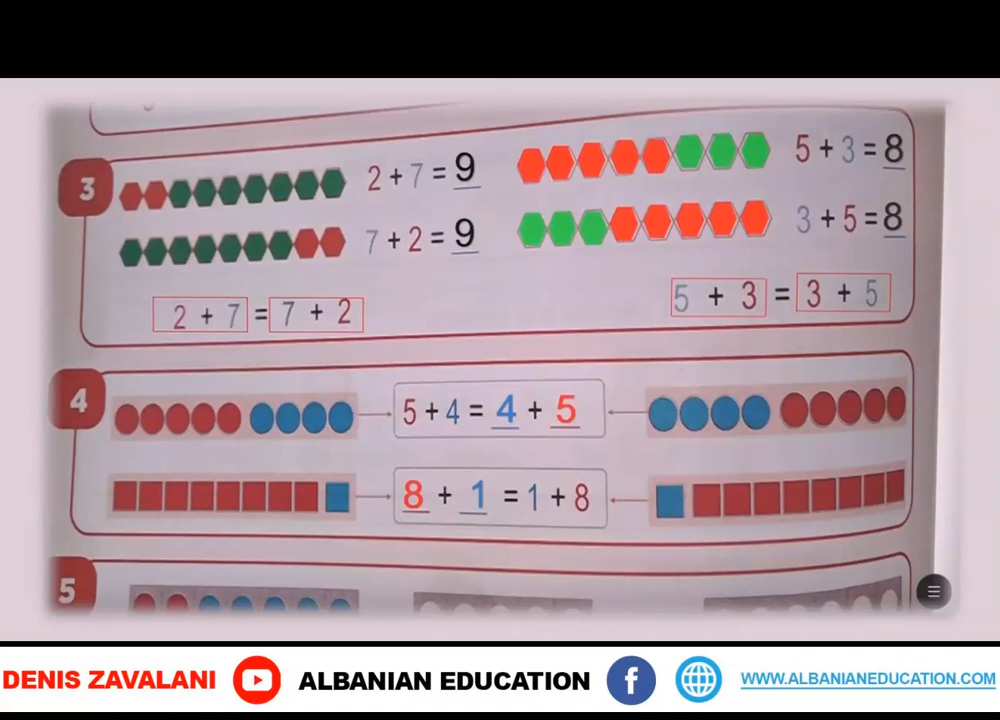 3
2 + 7 = 9
5 + 3 = 8
7 + 2 = 9
3 + 5 = 8
2 + 7 = 7 + 2
5 + 3 = 3 + 5
4
5 + 4 = 4 + 5
8 + 1 = 1 + 8
5
DENIS ZAVALANI
ALBANIAN EDUCATION
f
WWW.ALBANIANEDUCATION.COM